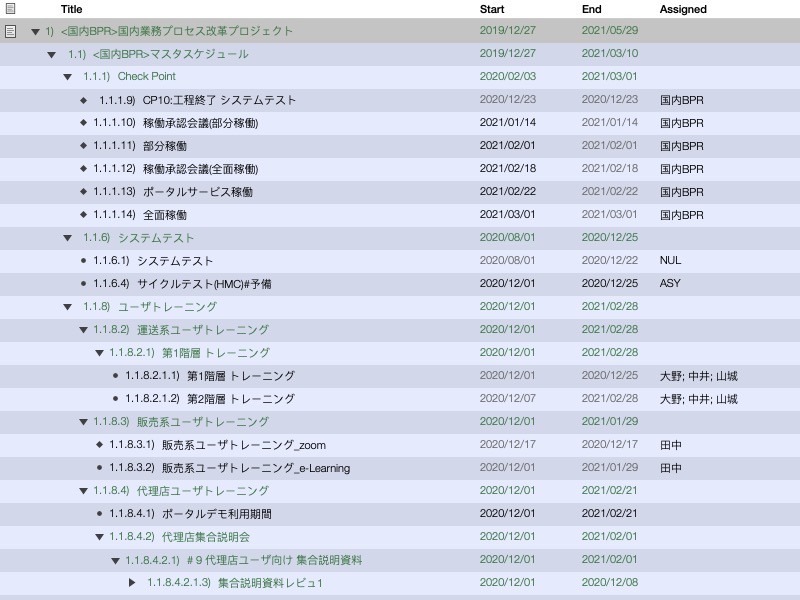 Title Start End Assigned
1) <国内BPR>国内業務プロセス改革プロジェクト 2019/12/27 2021/05/29
1.1) <国内BPR>マスタスケジュール 2019/12/27 2021/03/10
1.1.1) Check Point 2020/02/03 2021/03/01
1.1.1.9) CP10:工程終了 システムテスト 2020/12/23 2020/12/23 国内BPR
1.1.1.10) 稼働承認会議(部分稼働) 2021/01/14 2021/01/14 国内BPR
1.1.1.11) 部分稼働 2021/02/01 2021/02/01 国内BPR
1.1.1.12) 稼働承認会議(全面稼働) 2021/02/18 2021/02/18 国内BPR
1.1.1.13) ポータルサービス稼働 2021/02/22 2021/02/22 国内BPR
1.1.1.14) 全面稼働 2021/03/01 2021/03/01 国内BPR
1.1.6) システムテスト 2020/08/01 2020/12/25
1.1.6.1) システムテスト 2020/08/01 2020/12/22 NUL
1.1.6.4) サイクルテスト(HMC)#予備 2020/12/01 2020/12/25 ASY
1.1.8) ユーザトレーニング 2020/12/01 2021/02/28
1.1.8.2) 運送系ユーザトレーニング 2020/12/01 2021/02/28
1.1.8.2.1) 第1階層 トレーニング 2020/12/01 2021/02/28
1.1.8.2.1.1) 第1階層 トレーニング 2020/12/01 2020/12/25 大野; 中井; 山城
1.1.8.2.1.2) 第2階層 トレーニング 2020/12/07 2021/02/28 大野; 中井; 山城
1.1.8.3) 販売系ユーザトレーニング 2020/12/01 2021/01/29
1.1.8.3.1) 販売系ユーザトレーニング_zoom 2020/12/17 2020/12/17 田中
1.1.8.3.2) 販売系ユーザトレーニング_e-Learning 2020/12/01 2021/01/29 田中
1.1.8.4) 代理店ユーザトレーニング 2020/12/01 2021/02/21
1.1.8.4.1) ポータルデモ利用期間 2020/12/01 2021/02/21
1.1.8.4.2) 代理店集合説明会 2020/12/01 2021/02/01
1.1.8.4.2.1) #９代理店ユーザ向け 集合説明資料 2020/12/01 2021/02/01
1.1.8.4.2.1.3) 集合説明資料レビュ1 2020/12/01 2020/12/08